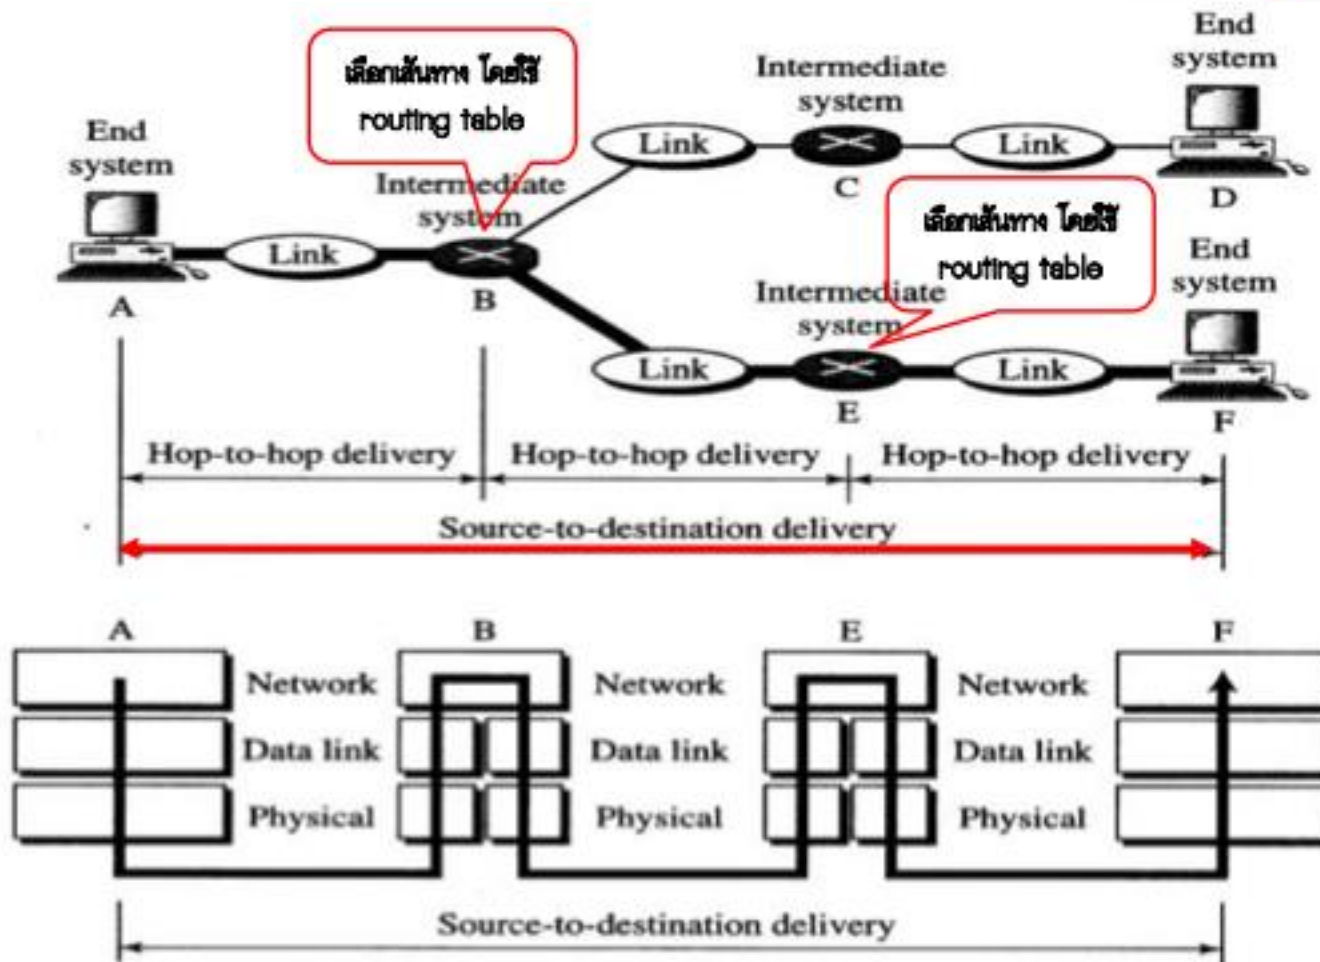 End
system
เลือกเส้นทาง โดยใช้
routing table
Intermediate
system
End
system
Link
Link
C
D
Intermediate
system
เลือกเส้นทาง โดยใช้
routing table
Link
A
B
Intermediate
system
End
system
Link
Link
E
F
Hop-to-hop delivery
Hop-to-hop delivery
Hop-to-hop delivery
Source-to-destination delivery
A
B
E
F
Network
Network
Network
Data link
Data link
Data link
Physical
Physical
Physical
Source-to-destination delivery